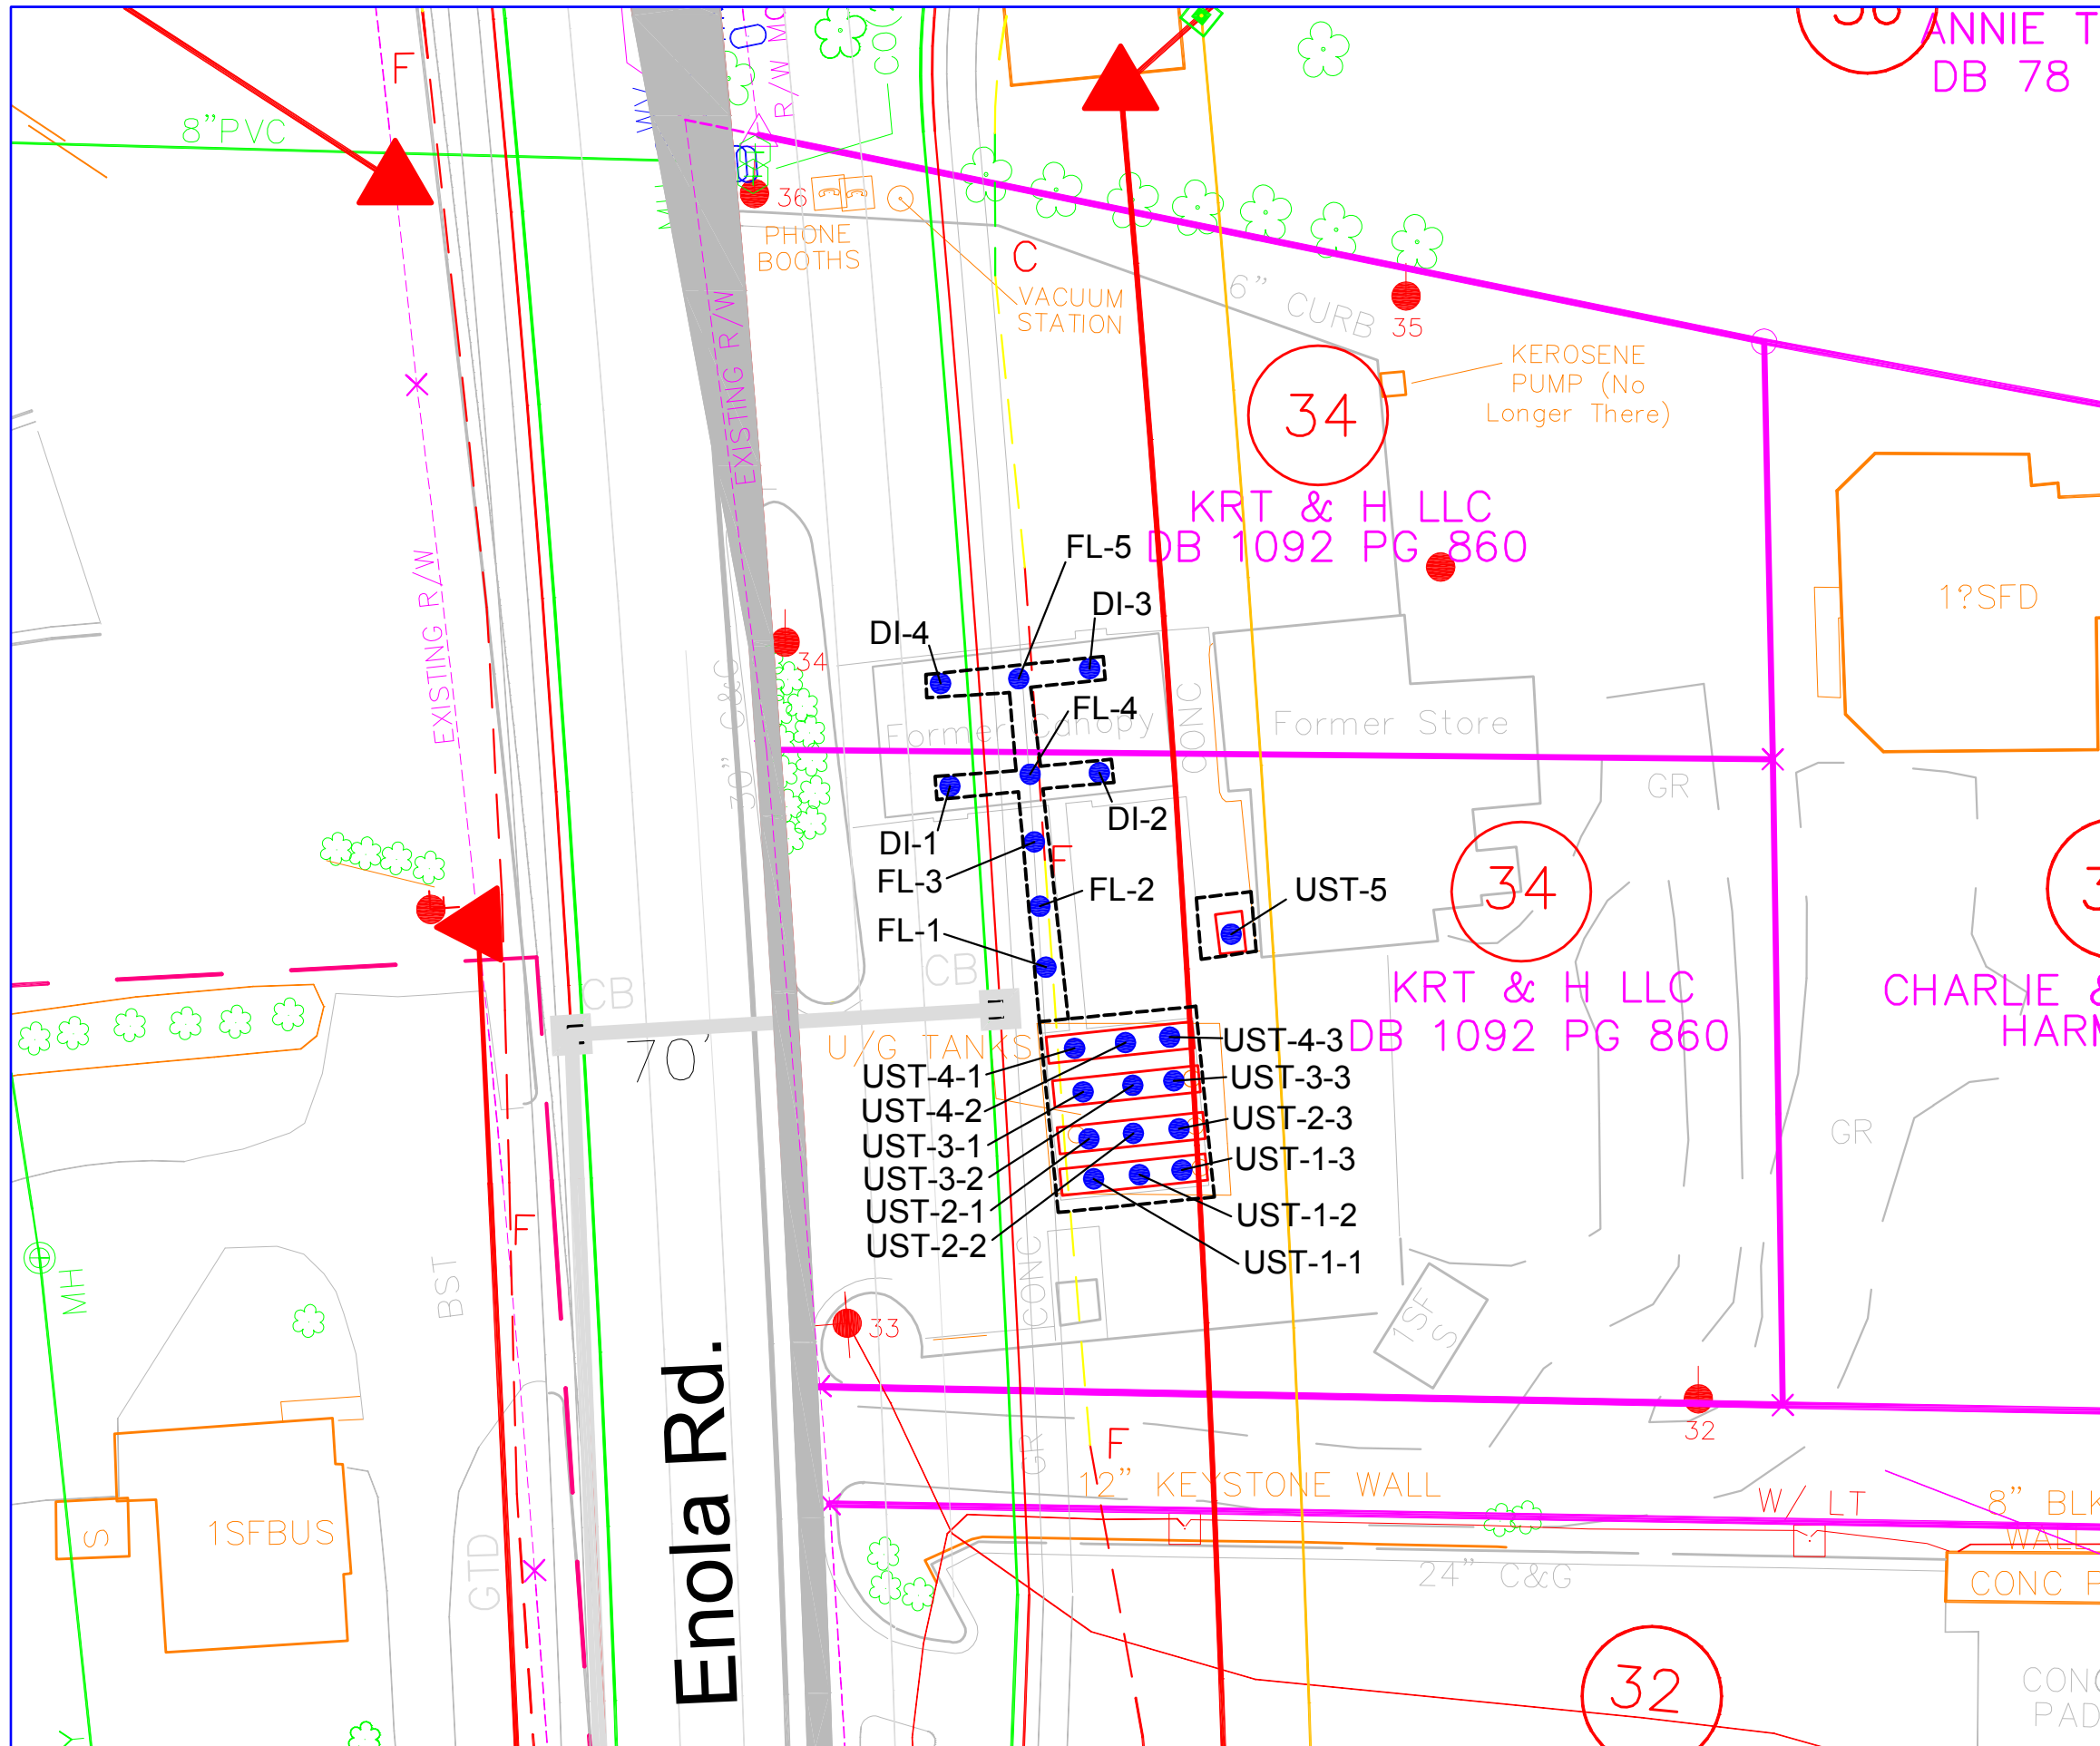 ANNIE T
DB 78
F
8"PVC
R/W
36
PHONE
BOOTHS
C
VACUUM
STATION
6" CURB
35
KEROSENE
PUMP (No
Longer There)
34
KRT & H LLC
DB 1092 PG 860
EXISTING R/W
EXISTING R/W
FL-5
DI-3
DI-4
34
1?SFD
FL-4
Former Canopy
CONC
Former Store
30" C&G
GR
DI-2
DI-1
F
FL-3
FL-2
UST-5
34
FL-1
CB
CB
KRT & H LLC
DB 1092 PG 860
CHARLIE &
HARM
70'
U/G TANKS
UST-4-3
UST-4-1
UST-3-3
UST-4-2
UST-2-3
UST-3-1
UST-1-3
UST-3-2
UST-2-1
UST-1-2
UST-2-2
UST-1-1
GR
F
MH
BST
CONC
33
1SF
S
32
Enola Rd.
GR
F
12" KEYSTONE WALL
W/ LT
8" BLK
WALL
1SFBUS
S
GTD
24" C&G
CONC P
32
CONC
PAD